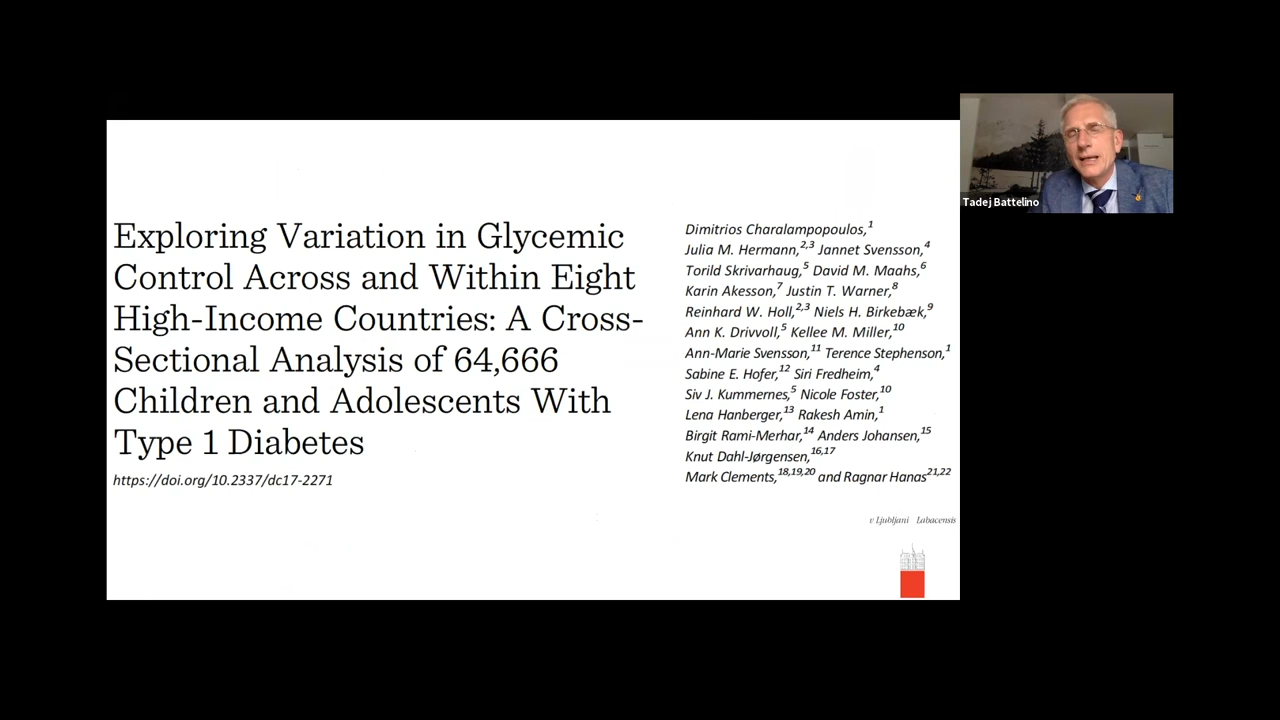 Exploring Variation in Glycemic
Control Across and Within Eight
High-Income Countries: A Cross-
Sectional Analysis of 64,666
Children and Adolescents With
Type 1 Diabetes
https://doi.org/10.2337/dc17-2271
Dimitrios Charalampopoulos,1
Julia M. Hermann,2,3 Jannet Svensson,4
Torild Skrivarhaug,5 David M. Maahs,6
Karin Akesson,7 Justin T. Warner,8
Reinhard W. Holl,2,3 Niels H. Birkebæk,9
Ann K. Drivvoll,5 Kellee M. Miller,10
Ann-Marie Svensson,11 Terence Stephenson,1
Sabine E. Hofer,12 Siri Fredheim,4
Siv J. Kummernes,5 Nicole Foster,10
Lena Hanberger,13 Rakesh Amin,1
Birgit Rami-Merhar,14 Anders Johansen,15
Knut Dahl-Jørgensen,16,17
Mark Clements,18,19,20 and Ragnar Hanas21,22
v Ljubljani Labacensis
Tadej Battelino